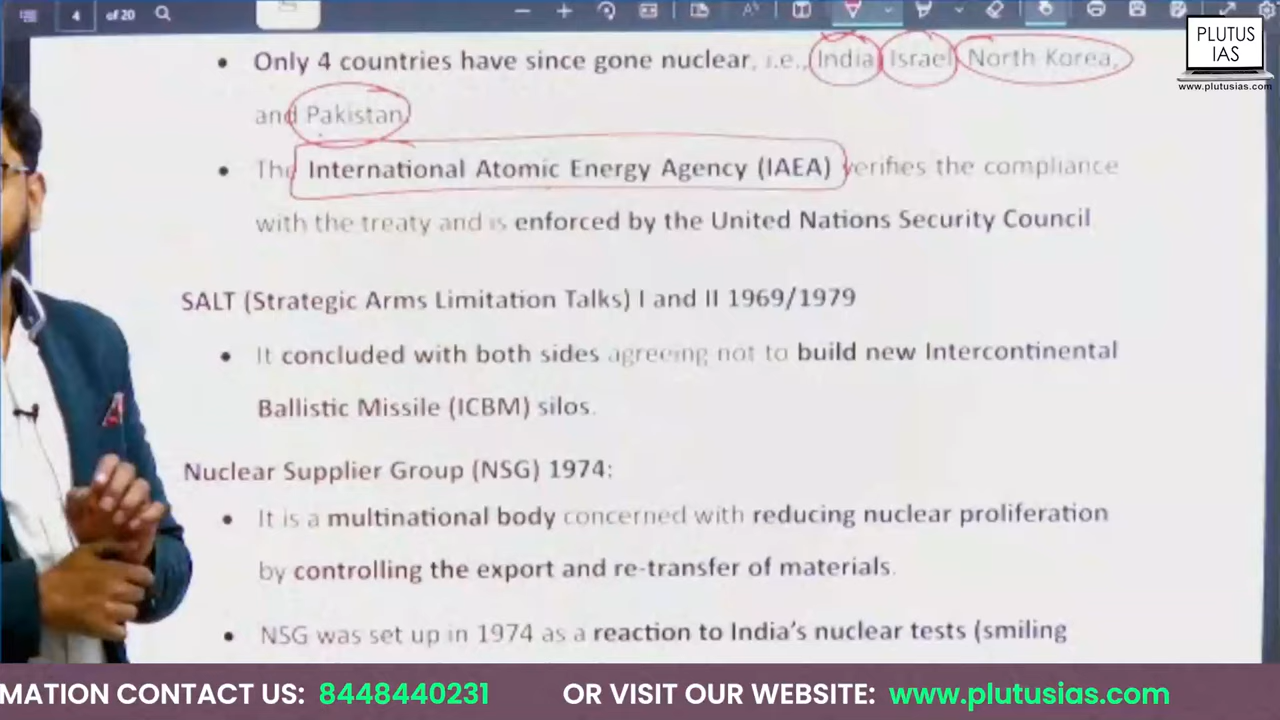 4 of 20
PLUTUS
IAS
www.plutusias.com
• Only 4 countries have since gone nuclear, i.e., India, Israel, North Korea,
and Pakistan.
• The International Atomic Energy Agency (IAEA) verifies the compliance
with the treaty and is enforced by the United Nations Security Council
SALT (Strategic Arms Limitation Talks) I and II 1969/1979
• It concluded with both sides agreeing not to build new Intercontinental
Ballistic Missile (ICBM) silos.
Nuclear Supplier Group (NSG) 1974:
• It is a multinational body concerned with reducing nuclear proliferation
by controlling the export and re-transfer of materials.
• NSG was set up in 1974 as a reaction to India's nuclear tests (smiling
MATION CONTACT US: 8448440231 OR VISIT OUR WEBSITE: www.plutusias.com